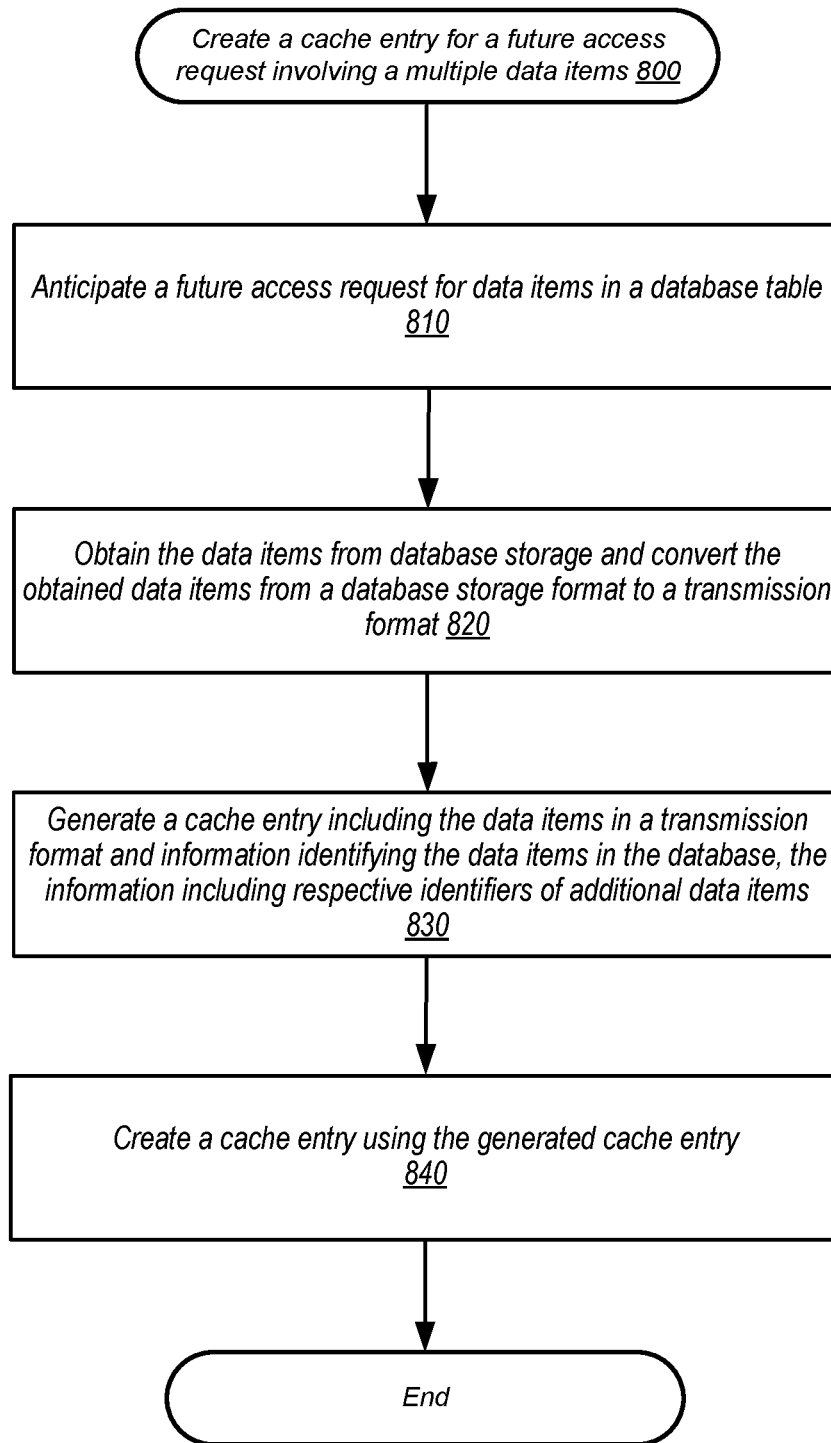 Create a cache entry for a future access
request involving a multiple data items 800
Anticipate a future access request for data items in a database table
810
Obtain the data items from database storage and convert the
obtained data items from a database storage format to a transmission
format 820
Generate a cache entry including the data items in a transmission
format and information identifying the data items in the database, the
information including respective identifiers of additional data items
830
Create a cache entry using the generated cache entry
840
End